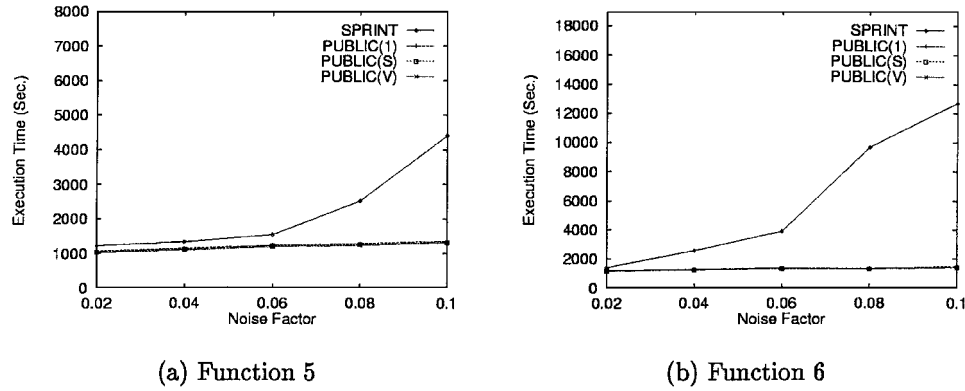 8000
7000
6000
5000
4000
3000
2000
1000
0
Execution Time (Sec.)
SPRINT
PUBLIC(1)
PUBLIC(S)
PUBLIC(V)
0.02 0.04 0.06 0.08 0.1
Noise Factor
(a) Function 5
18000
16000
14000
12000
10000
8000
6000
4000
2000
0
Execution Time (Sec.)
SPRINT
PUBLIC(1)
PUBLIC(S)
PUBLIC(V)
0.02 0.04 0.06 0.08 0.1
Noise Factor
(b) Function 6